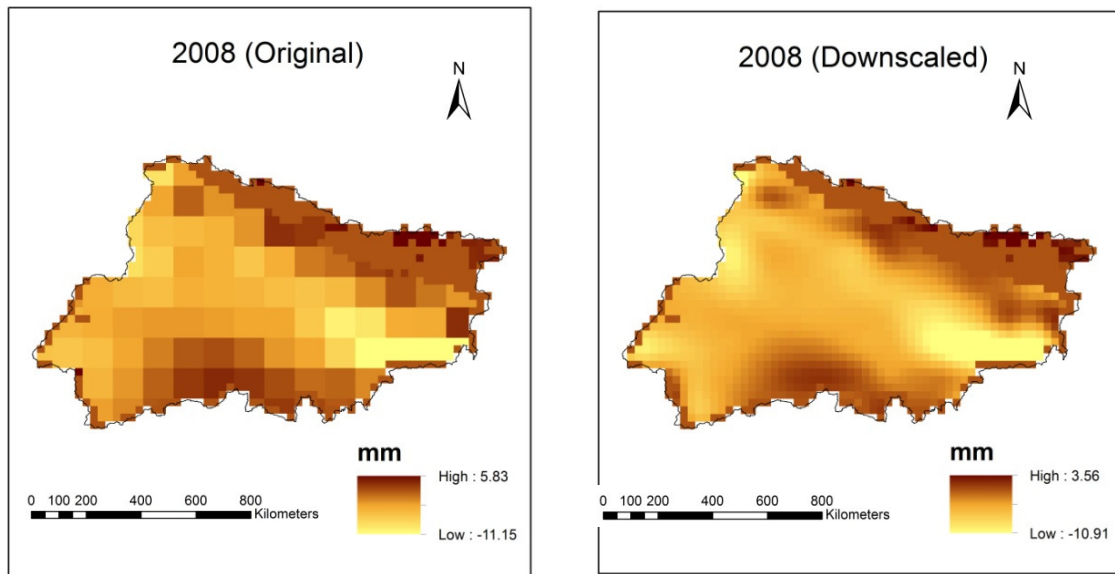 2008 (Original)
N
mm
High : 5.83
Low : -11.15
0 100 200 400 600 800
Kilometers
2008 (Downscaled)
N
mm
High : 3.56
Low : -10.91
0 100 200 400 600 800
Kilometers